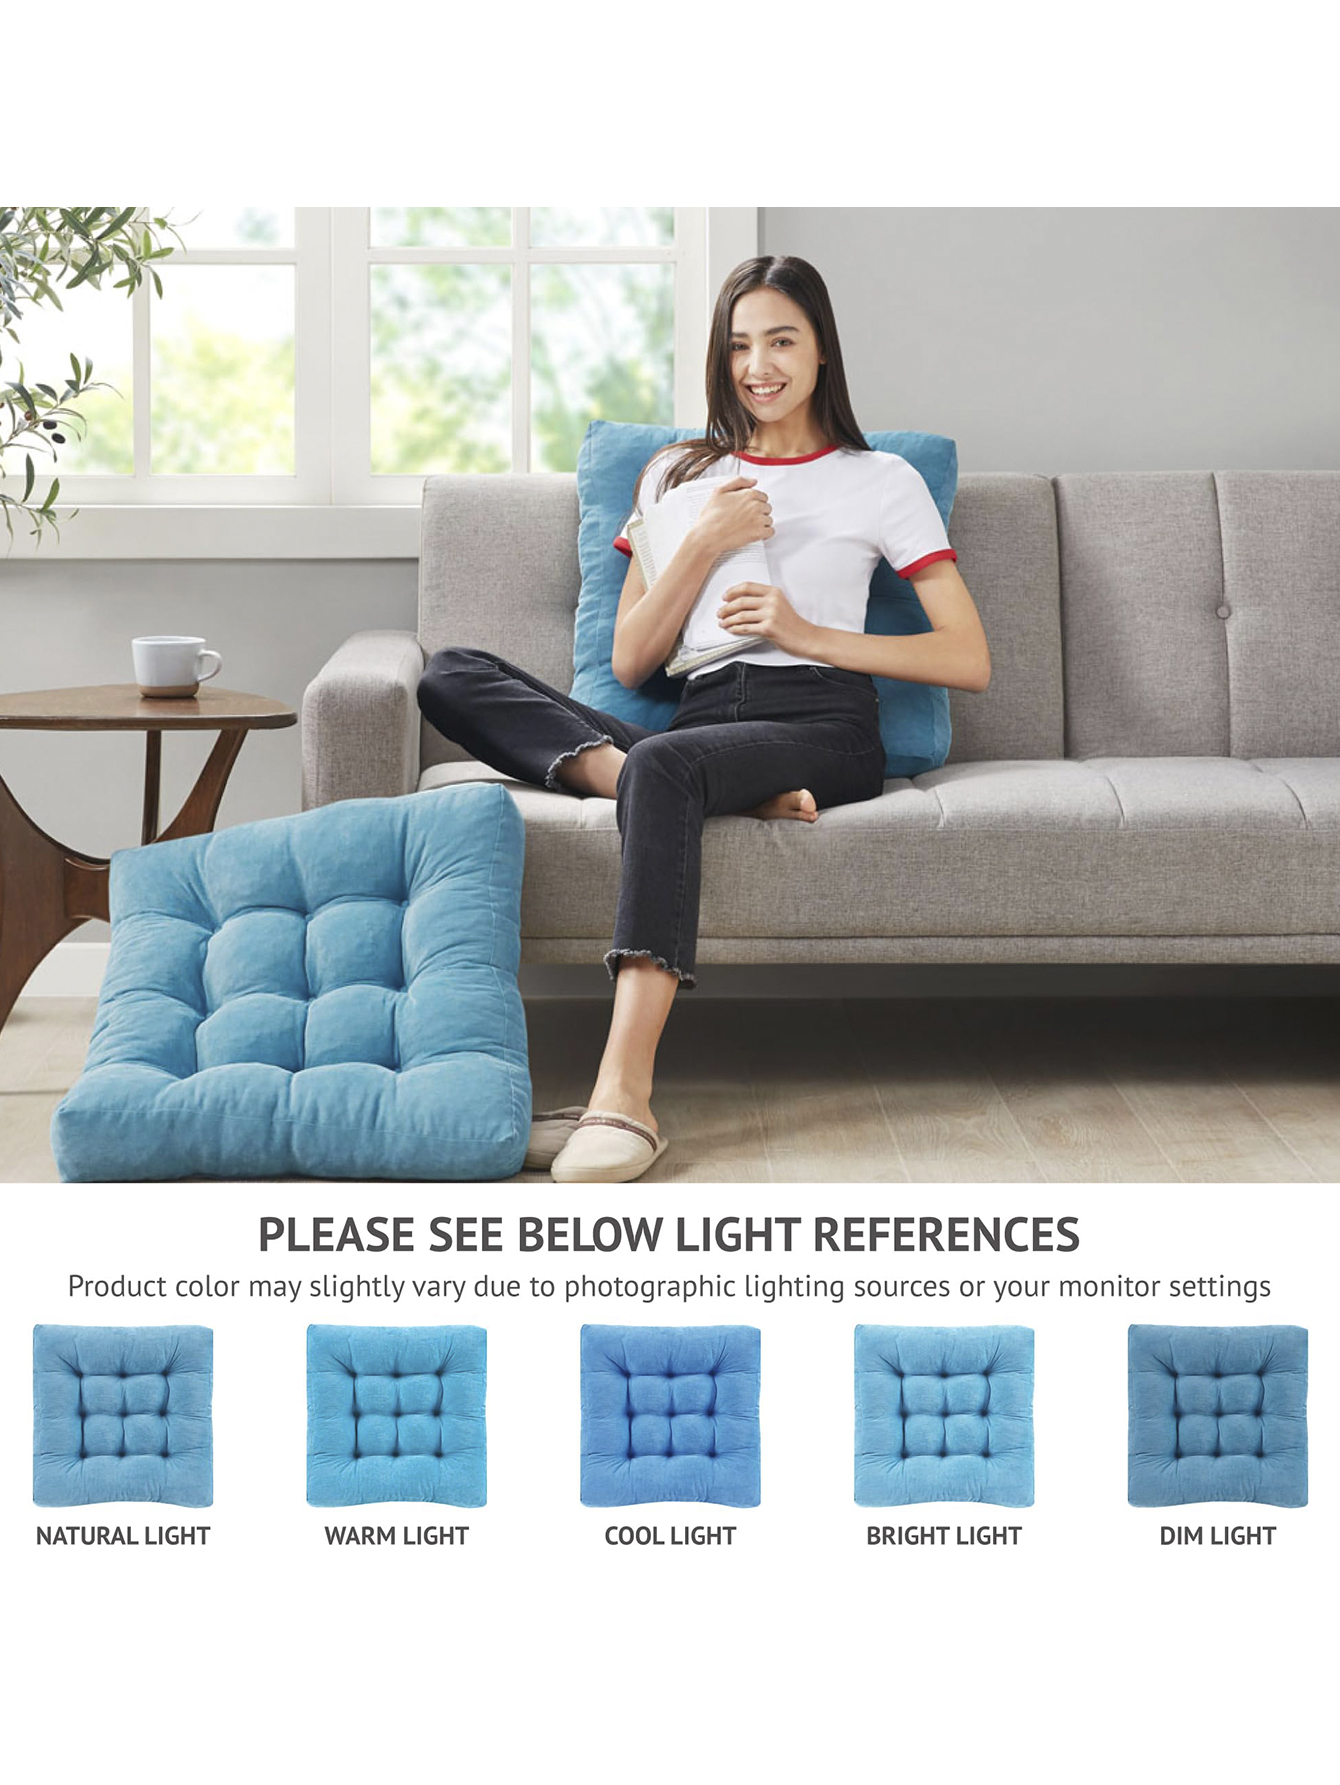 PLEASE SEE BELOW LIGHT REFERENCES
Product color may slightly vary due to photographic lighting sources or your monitor settings
NATURAL LIGHT
WARM LIGHT
COOL LIGHT
BRIGHT LIGHT
DIM LIGHT